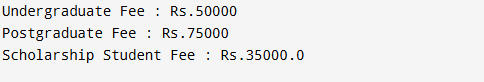 Undergraduate Fee : Rs.50000
Postgraduate Fee : Rs.75000
Scholarship Student Fee : Rs.35000.0